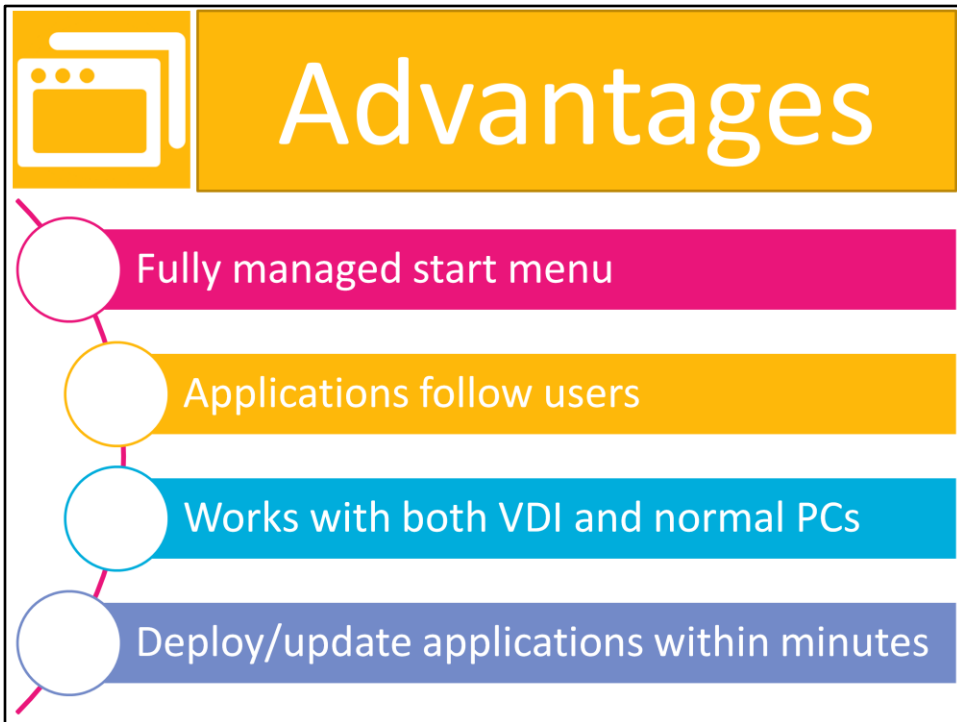 Advantages
Fully managed start menu
Applications follow users
Works with both VDI and normal PCs
Deploy/update applications within minutes